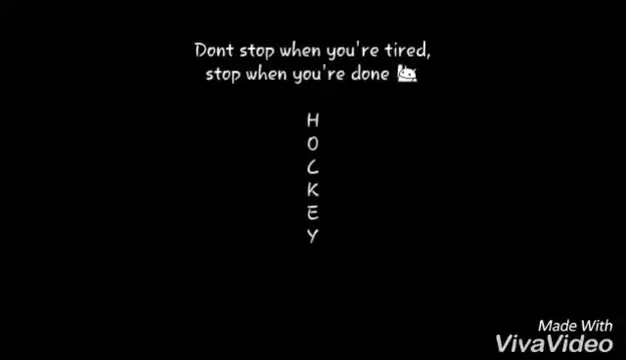 Dont stop when you're tired,
stop when you're done
H
O
C
K
E
Y
Made With
VivaVideo